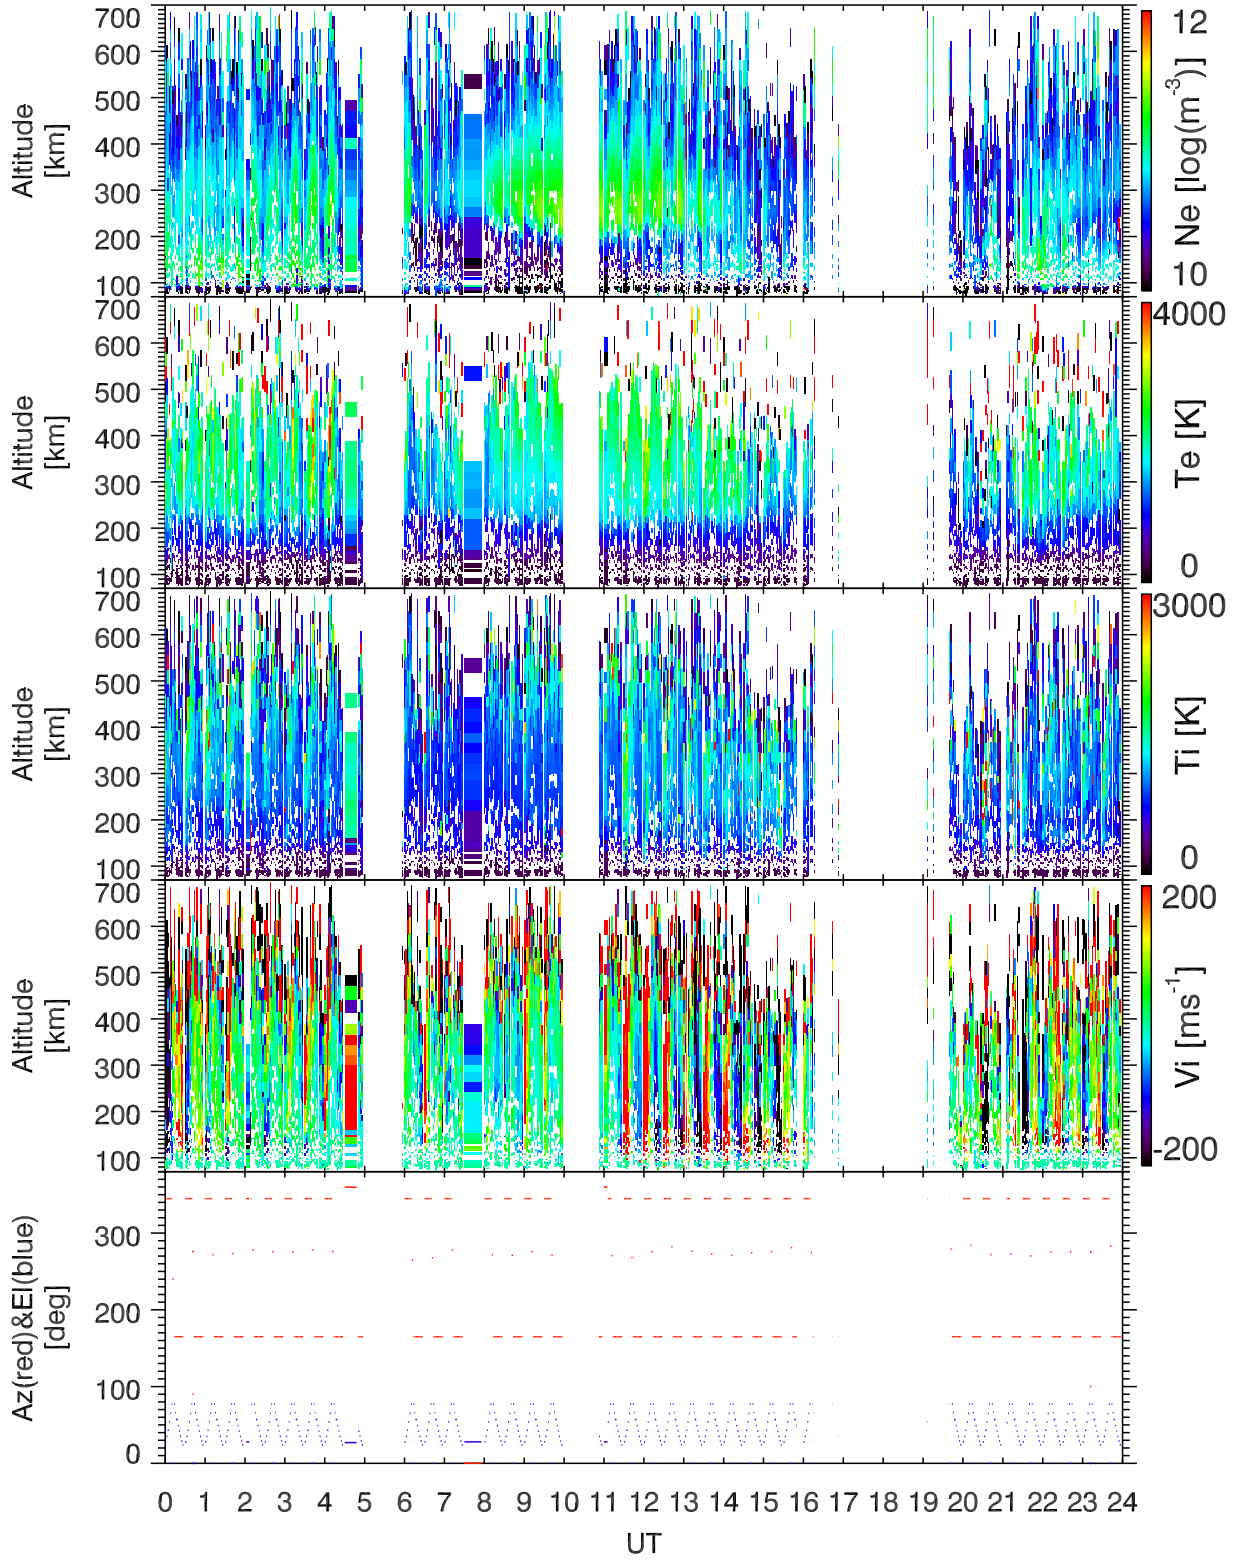 700
600
500
400
300
200
100
Altitude
[km]
12
10
Ne [log(m⁻³)]
700
600
500
400
300
200
100
Altitude
[km]
4000
0
Te [K]
700
600
500
400
300
200
100
Altitude
[km]
3000
0
Ti [K]
700
600
500
400
300
200
100
Altitude
[km]
200
-200
Vi [ms⁻¹]
300
200
100
0
Az(red)&El(blue)
[deg]
0 1 2 3 4 5 6 7 8 9 10 11 12 13 14 15 16 17 18 19 20 21 22 23 24
UT